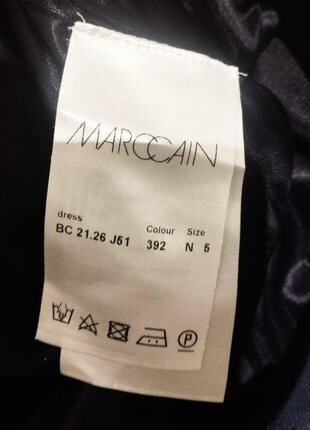 MARCCAIN
dress Colour Size
BC 21.26 J51 392 N 5
P